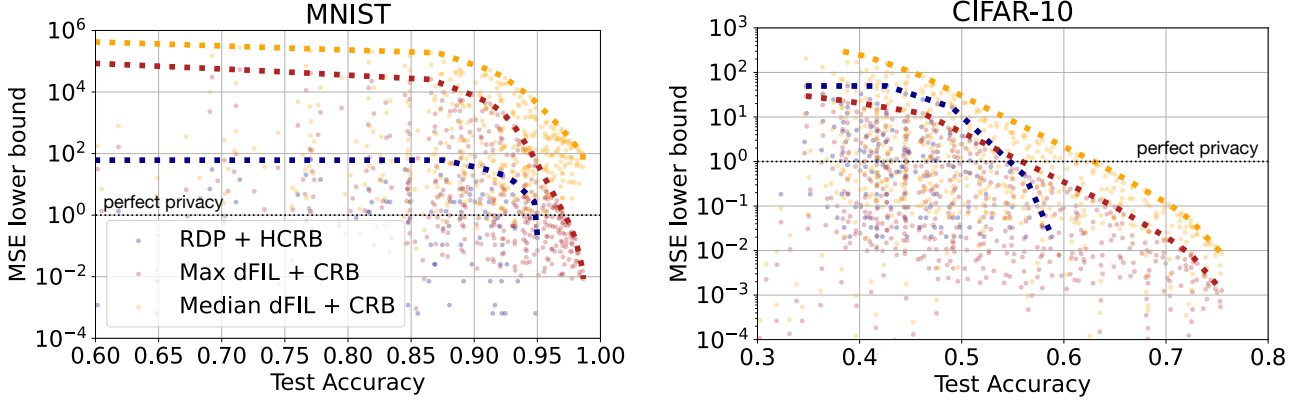 MNIST
10^6
10^4
10^2
10^0
10^-2
10^-4
MSE lower bound
perfect privacy
RDP + HCRB
Max dFIL + CRB
Median dFIL + CRB
0.60 0.65 0.70 0.75 0.80 0.85 0.90 0.95 1.00
Test Accuracy
CIFAR-10
10^3
10^2
10^1
10^0
10^-1
10^-2
10^-3
10^-4
MSE lower bound
perfect privacy
0.3 0.4 0.5 0.6 0.7 0.8
Test Accuracy